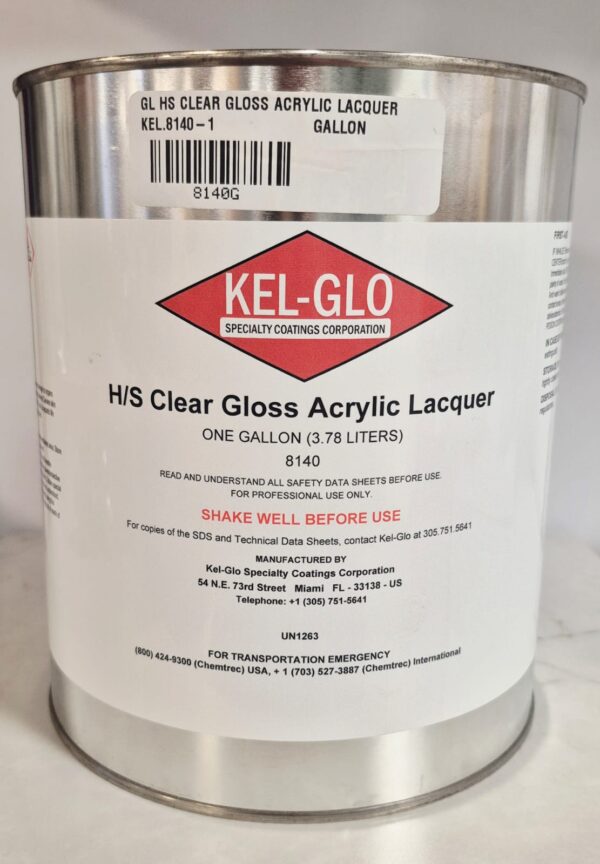 GL HS CLEAR GLOSS ACRYLIC LACQUER
KEL.8140-1 GALLON
8140G
KEL-GLO
SPECIALTY COATINGS CORPORATION
H/S Clear Gloss Acrylic Lacquer
ONE GALLON (3.78 LITERS)
8140
READ AND UNDERSTAND ALL SAFETY DATA SHEETS BEFORE USE.
FOR PROFESSIONAL USE ONLY.
SHAKE WELL BEFORE USE
For copies of the SDS and Technical Data Sheets, contact Kel-Glo at 305.751.5641
MANUFACTURED BY
Kel-Glo Specialty Coatings Corporation
54 N.E. 73rd Street Miami FL - 33138 - US
Telephone: +1 (305) 751-5641
UN1263
FOR TRANSPORTATION EMERGENCY
(800) 424-9300 (Chemtrec) USA, + 1 (703) 527-3887 (Chemtrec) International